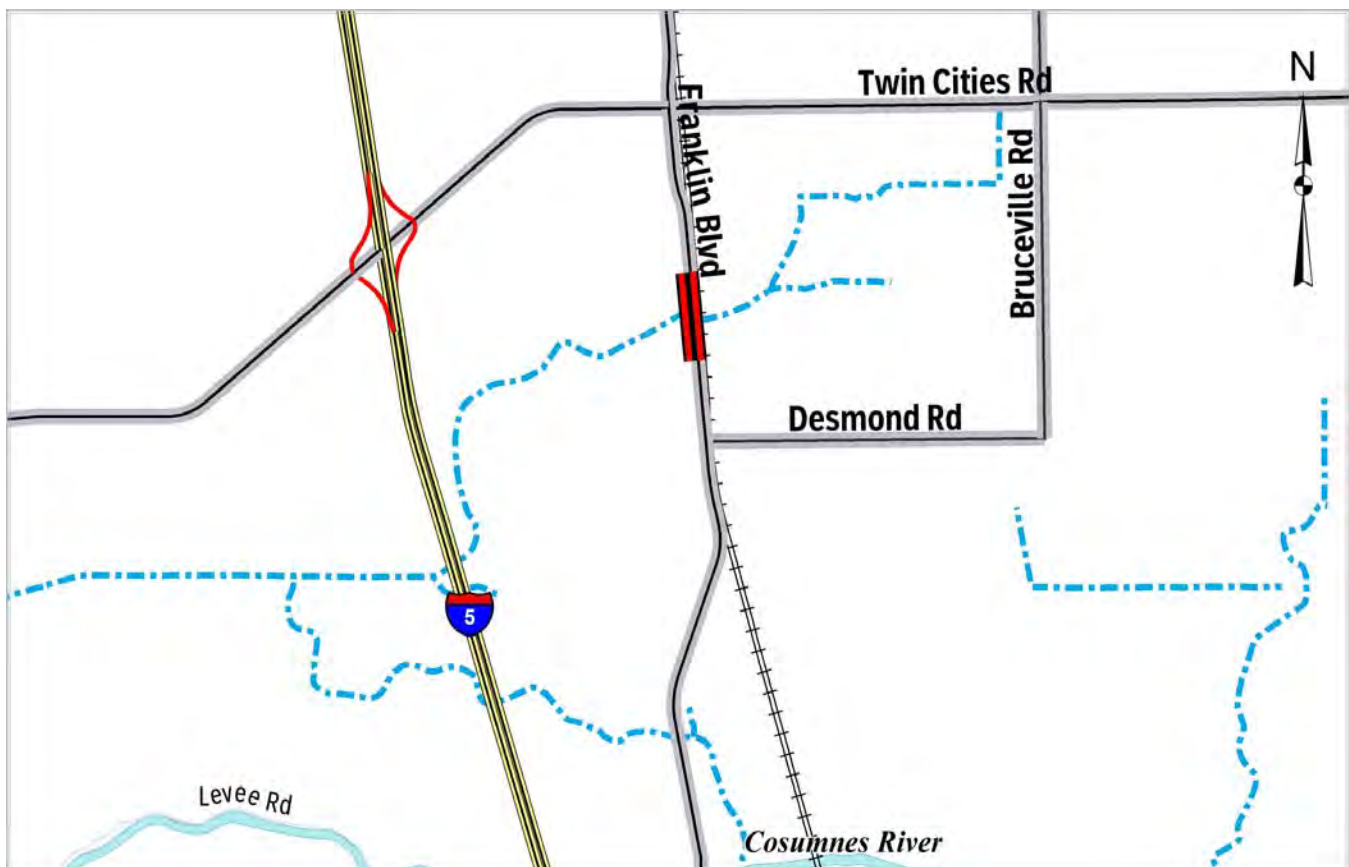 Twin Cities Rd
N
Franklin Blvd
Bruceville Rd
Desmond Rd
5
Levee Rd
Cosumnes River